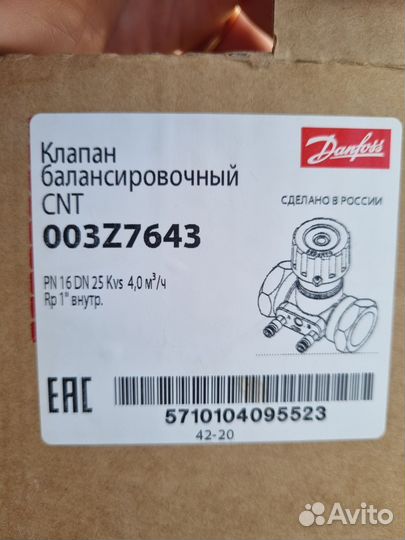 Danfoss
Клапан
балансировочный
CNT
СДЕЛАНО В РОССИИ
003Z7643
PN 16 DN 25 Kvs 4,0 м³/ч
Rp 1" внутр.
EAC
5710104095523
42-20
Avito